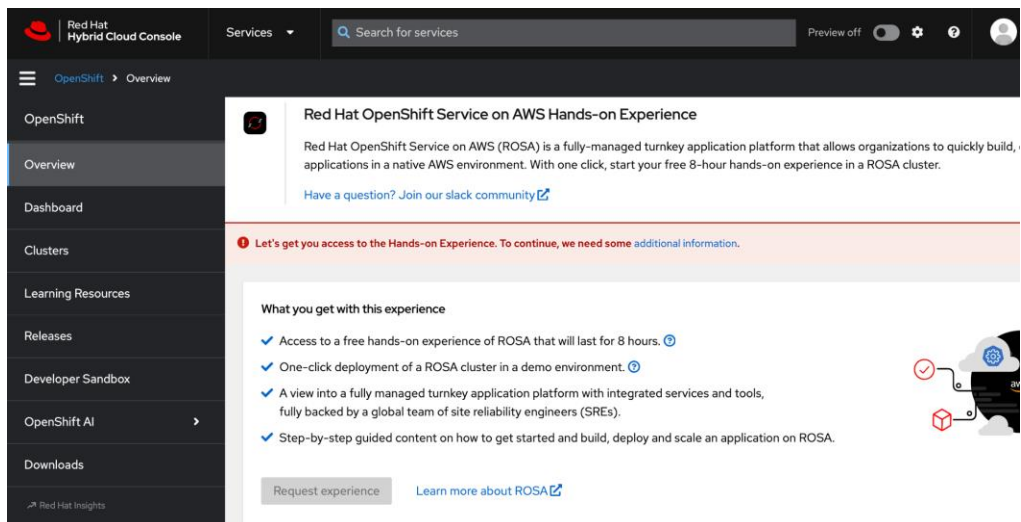 Red Hat
Hybrid Cloud Console
Services
Search for services
Preview off
OpenShift > Overview
OpenShift
Overview
Dashboard
Clusters
Learning Resources
Releases
Developer Sandbox
OpenShift AI
Downloads
Red Hat Insights
Red Hat OpenShift Service on AWS Hands-on Experience
Red Hat OpenShift Service on AWS (ROSA) is a fully-managed turnkey application platform that allows organizations to quickly build,
applications in a native AWS environment. With one click, start your free 8-hour hands-on experience in a ROSA cluster.
Have a question? Join our slack community
Let's get you access to the Hands-on Experience. To continue, we need some additional information.
What you get with this experience
Access to a free hands-on experience of ROSA that will last for 8 hours.
One-click deployment of a ROSA cluster in a demo environment.
A view into a fully managed turnkey application platform with integrated services and tools,
fully backed by a global team of site reliability engineers (SREs).
Step-by-step guided content on how to get started and build, deploy and scale an application on ROSA.
Request experience
Learn more about ROSA